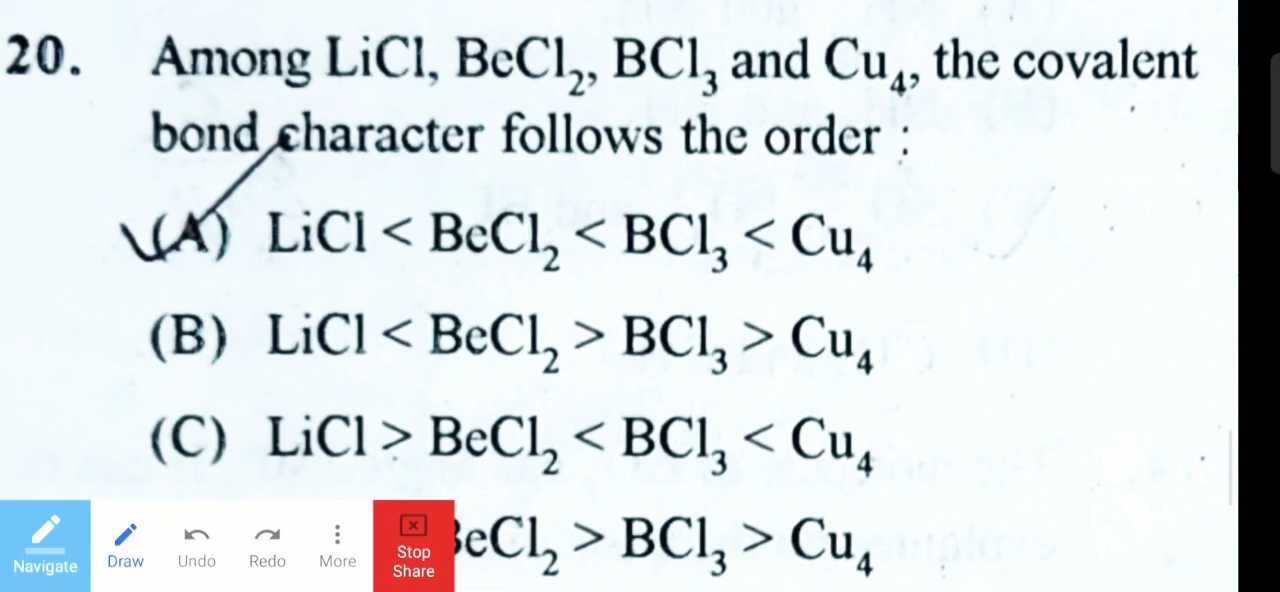 20. Among LiCl, BeCl₂, BCl₃ and Cu₄, the covalent
bond character follows the order :
(A) LiCl < BeCl₂ < BCl₃ < Cu₄
(B) LiCl < BeCl₂ > BCl₃ > Cu₄
(C) LiCl > BeCl₂ < BCl₃ < Cu₄
BeCl₂ > BCl₃ > Cu₄
Navigate Draw Undo Redo More Stop
Share